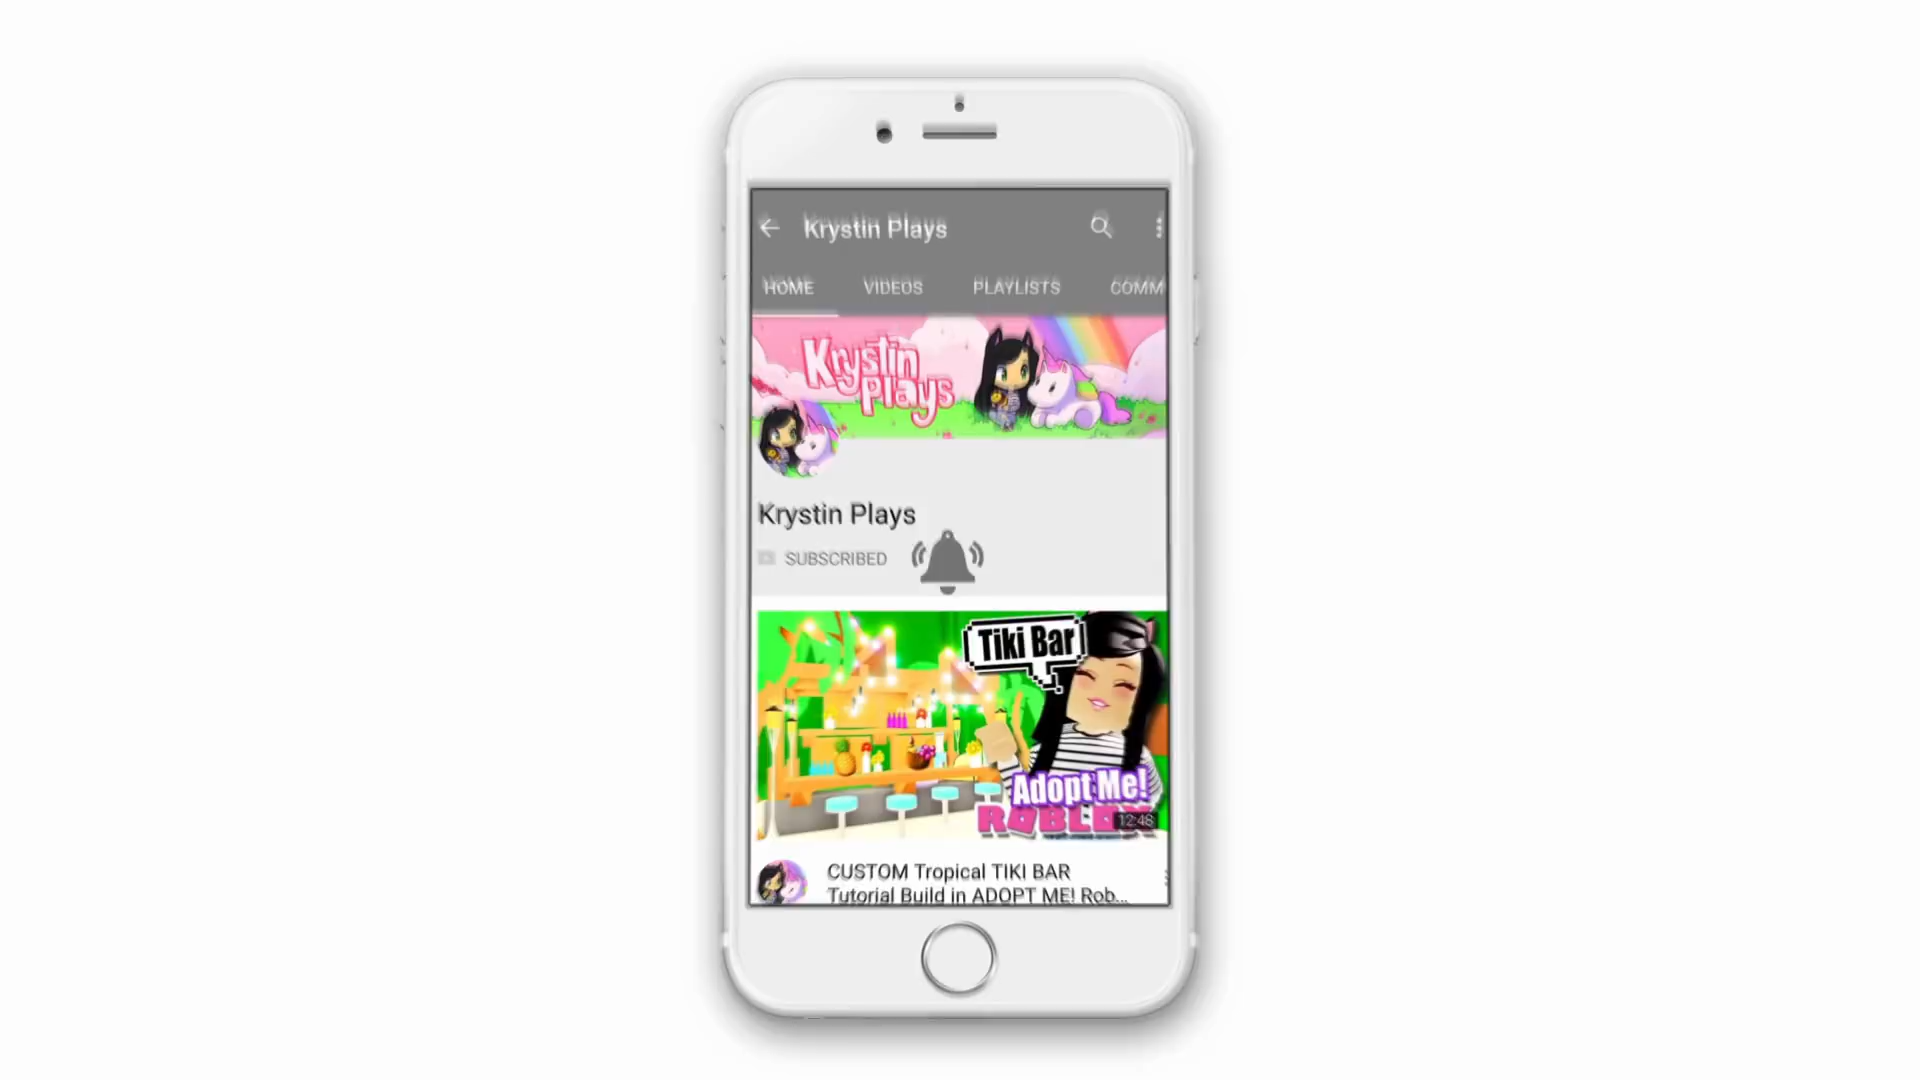 Krystin Plays
HOME VIDEOS PLAYLISTS COMM
Krystin
Plays
Krystin Plays
SUBSCRIBED
Tiki Bar
Adopt Me!
ROBLOX
12:48
CUSTOM Tropical TIKI BAR
Tutorial Build in ADOPT ME! Rob...